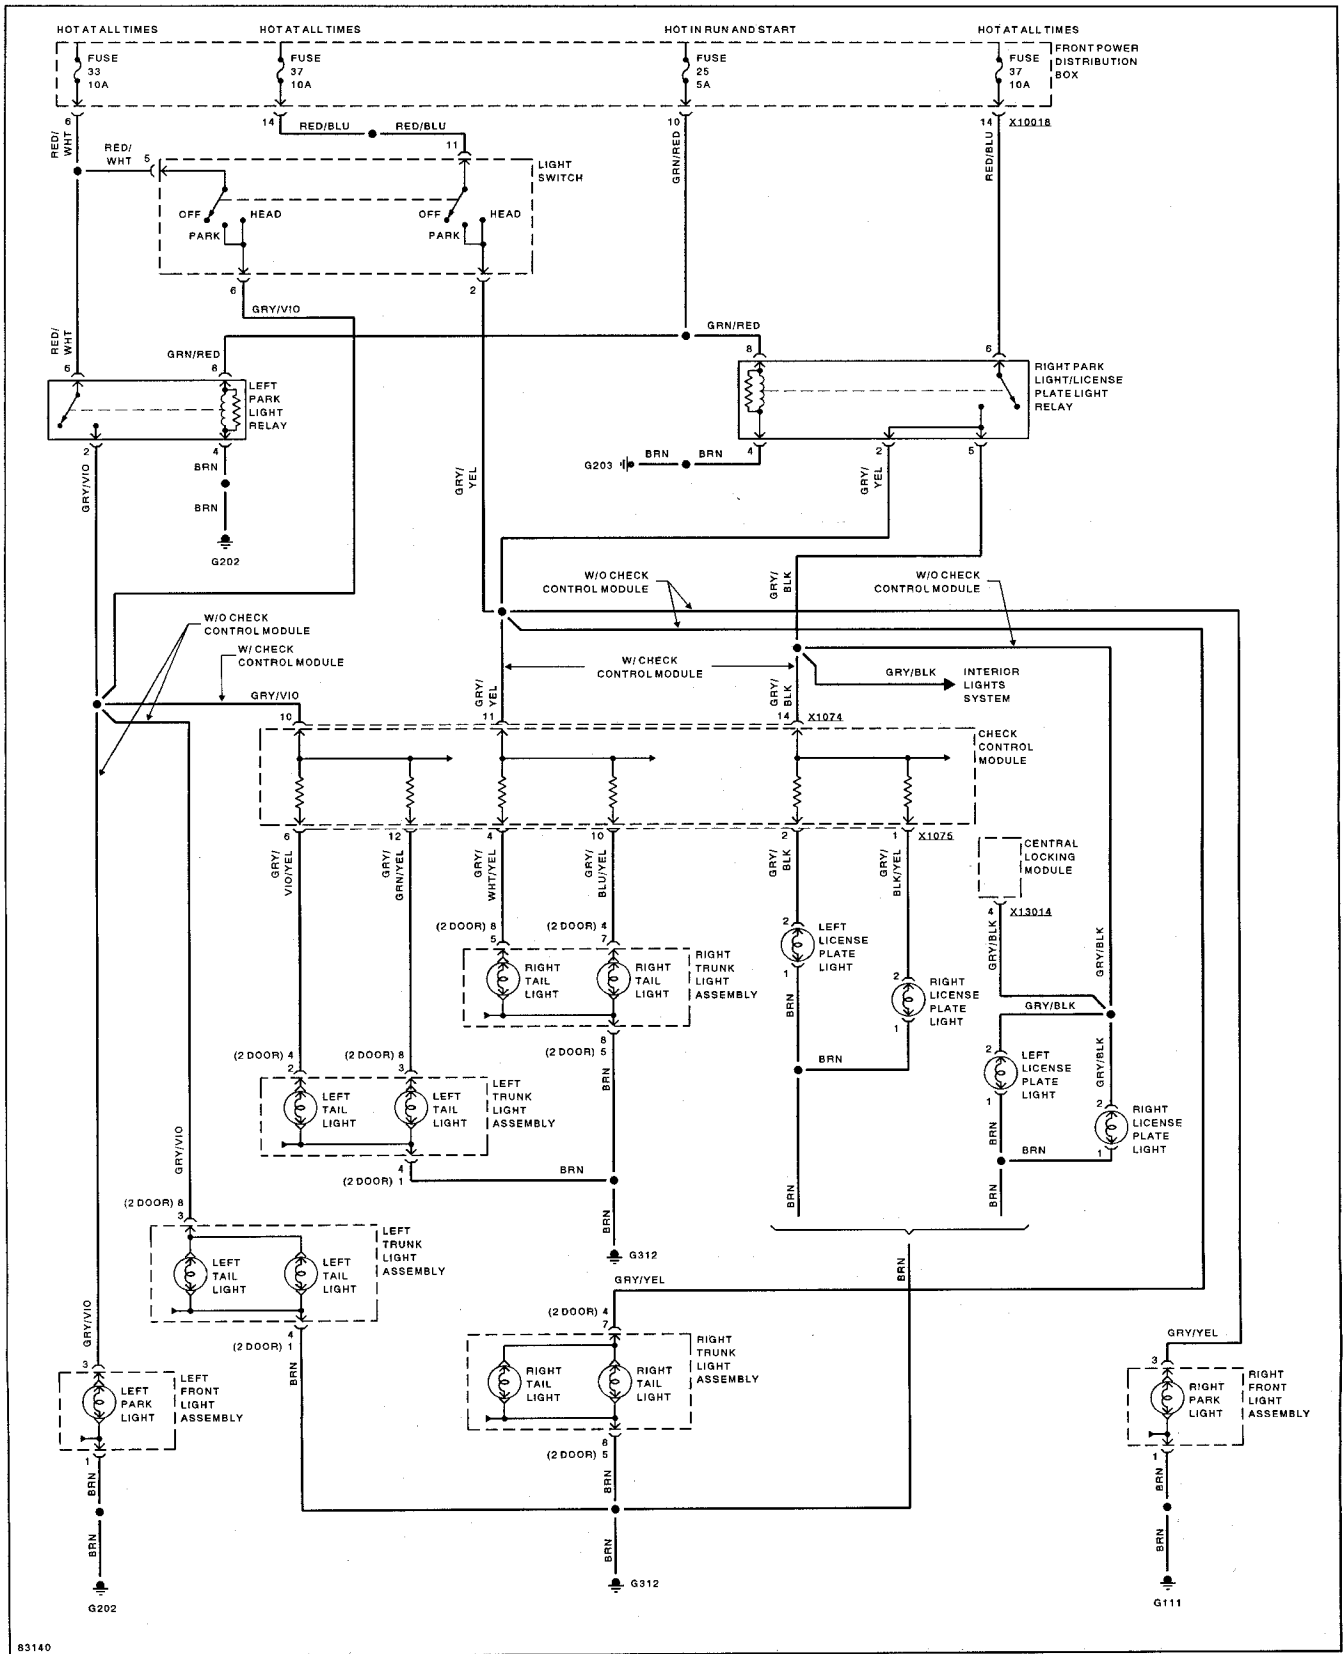 HOT AT ALL TIMES
HOT AT ALL TIMES
HOT IN RUN AND START
HOT AT ALL TIMES
FUSE
33
10A
FUSE
37
10A
FUSE
25
5A
FUSE
37
10A
FRONT POWER
DISTRIBUTION
BOX
6
14
10
14
X10018
RED/
WHT
RED/BLU
RED/BLU
GRN/RED
RED/BLU
RED/
WHT
5
11
LIGHT
SWITCH
OFF
HEAD
PARK
OFF
HEAD
PARK
6
2
GRY/VIO
RED/
WHT
GRN/RED
GRN/RED
6
8
8
6
LEFT
PARK
LIGHT
RELAY
RIGHT PARK
LIGHT/LICENSE
PLATE LIGHT
RELAY
2
4
4
2
5
GRY/VIO
BRN
BRN
G202
GRY/
YEL
G203
BRN
BRN
GRY/
YEL
W/O CHECK
CONTROL MODULE
GRY/
BLK
W/O CHECK
CONTROL MODULE
W/O CHECK
CONTROL MODULE
W/ CHECK
CONTROL MODULE
W/ CHECK
CONTROL MODULE
GRY/BLK
INTERIOR
LIGHTS
SYSTEM
GRY/VIO
GRY/
YEL
GRY/
BLK
10
11
14
X1074
CHECK
CONTROL
MODULE
6
12
4
10
2
1
X1075
GRY/
VIO/YEL
GRY/
GRN/YEL
GRY/
WHT/YEL
GRY/
BLU/YEL
GRY/
BLK
GRY/
BLK/YEL
CENTRAL
LOCKING
MODULE
4
X13014
GRY/BLK
GRY/BLK
(2 DOOR) 8
5
(2 DOOR) 4
7
RIGHT
TAIL
LIGHT
RIGHT
TAIL
LIGHT
RIGHT
TRUNK
LIGHT
ASSEMBLY
8
(2 DOOR) 5
BRN
2
LEFT
LICENSE
PLATE
LIGHT
1
BRN
2
RIGHT
LICENSE
PLATE
LIGHT
1
BRN
GRY/BLK
GRY/BLK
2
LEFT
LICENSE
PLATE
LIGHT
1
BRN
2
RIGHT
LICENSE
PLATE
LIGHT
1
BRN
BRN
BRN
(2 DOOR) 4
2
(2 DOOR) 8
3
LEFT
TAIL
LIGHT
LEFT
TAIL
LIGHT
LEFT
TRUNK
LIGHT
ASSEMBLY
4
(2 DOOR) 1
BRN
BRN
G312
GRY/VIO
(2 DOOR) 8
3
LEFT
TAIL
LIGHT
LEFT
TAIL
LIGHT
LEFT
TRUNK
LIGHT
ASSEMBLY
4
(2 DOOR) 1
BRN
BRN
GRY/YEL
(2 DOOR) 4
7
RIGHT
TAIL
LIGHT
RIGHT
TAIL
LIGHT
RIGHT
TRUNK
LIGHT
ASSEMBLY
8
(2 DOOR) 5
BRN
BRN
G312
GRY/VIO
3
LEFT
PARK
LIGHT
LEFT
FRONT
LIGHT
ASSEMBLY
1
BRN
BRN
G202
GRY/YEL
3
RIGHT
PARK
LIGHT
RIGHT
FRONT
LIGHT
ASSEMBLY
1
BRN
BRN
G111
83140